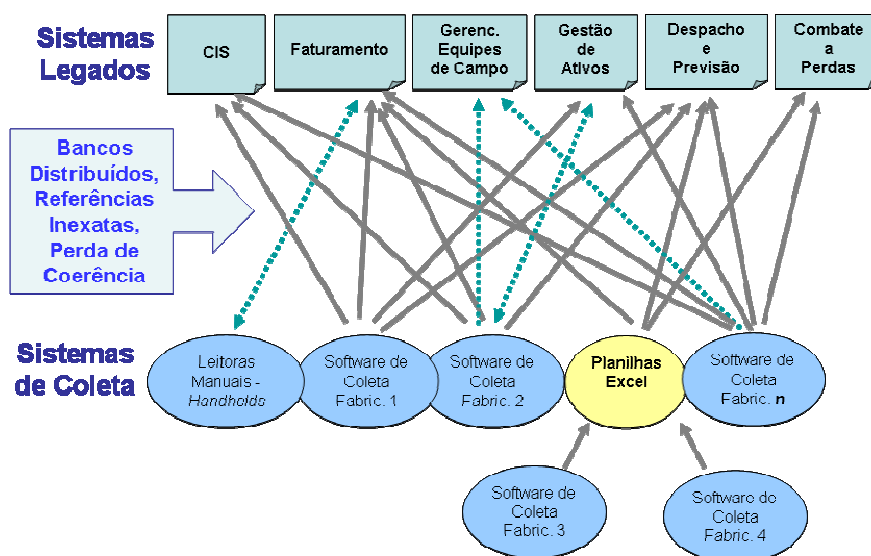 Sistemas
Legados
CIS
Faturamento
Gerenc.
Equipes
de Campo
Gestão
de
Ativos
Despacho
e
Previsão
Combate
a
Perdas
Bancos
Distribuídos,
Referências
Inexatas,
Perda de
Coerência
Sistemas
de Coleta
Leitoras
Manuais -
Handholds
Software de
Coleta
Fabric. 1
Software de
Coleta
Fabric. 2
Planilhas
Excel
Software de
Coleta
Fabric. n
Software de
Coleta
Fabric. 3
Software de
Coleta
Fabric. 4